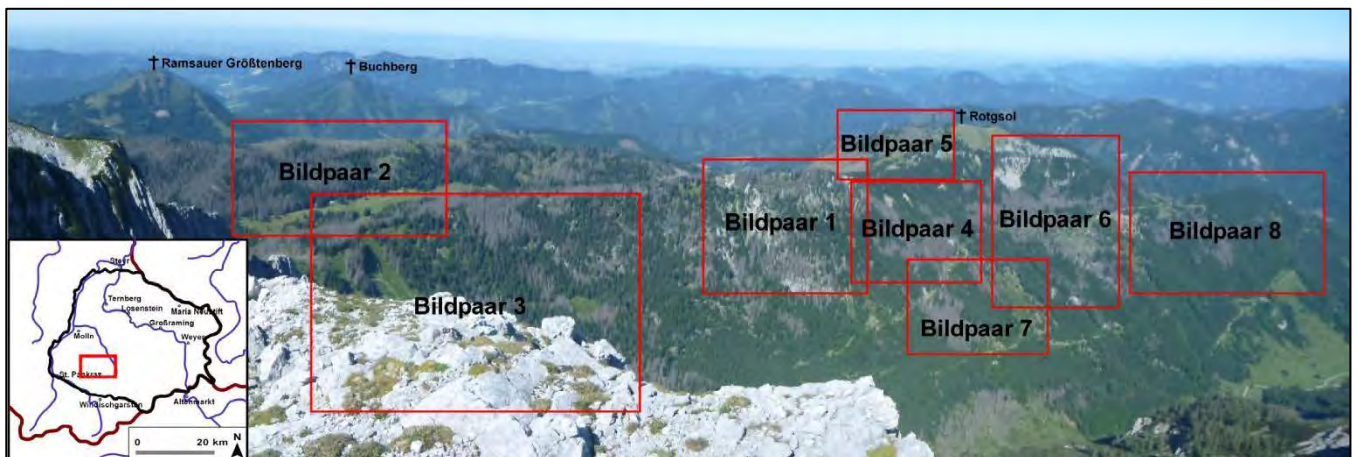 Ramsauer Größtenberg
Buchberg
Rotgsol
Bildpaar 5
Bildpaar 2
Bildpaar 1
Bildpaar 4
Bildpaar 6
Bildpaar 8
Bildpaar 3
Bildpaar 7
Steyr
Ternberg
Losenstein
Maria Neustift
Großraming
Weyer
Molln
St. Pankraz
Windischgarsten
Altenmarkt
0 20 km
N